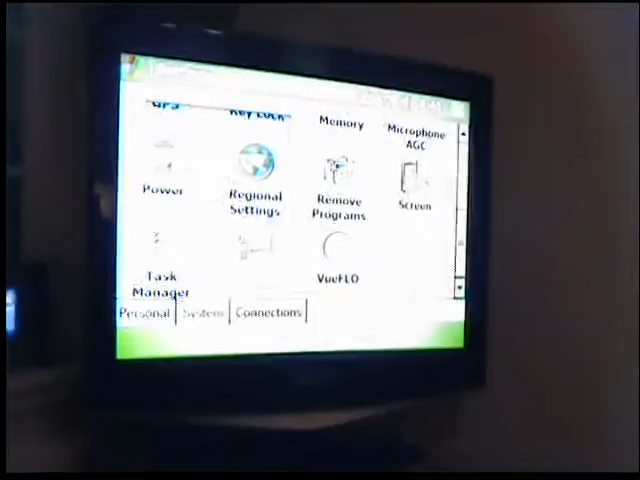 GPS
Key Lock
Memory
Microphone
AGC
Power
Regional
Settings
Remove
Programs
Screen
Task
Manager
VueFLO
Personal
System
Connections